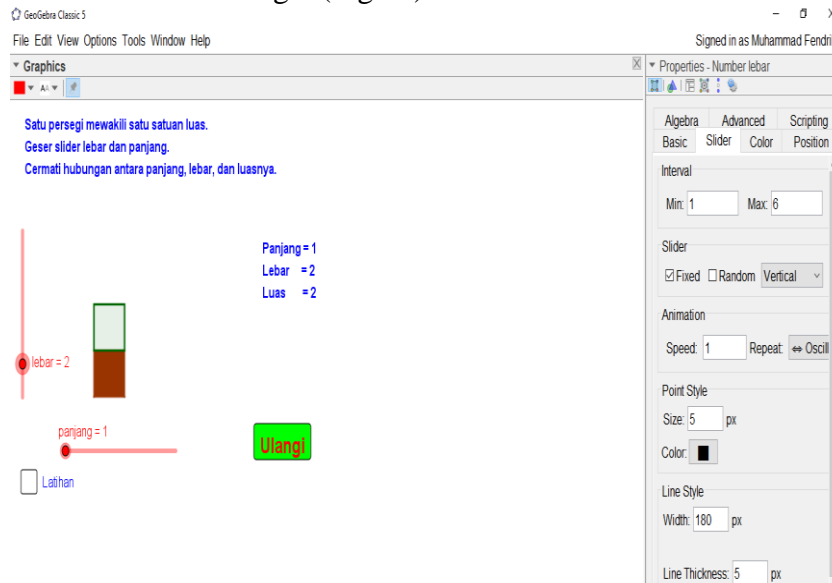 GeoGebra Classic 5
File Edit View Options Tools Window Help
Signed in as Muhammad Fendri
Graphics
Properties - Number lebar
Algebra Advanced Scripting
Basic Slider Color Position
Satu persegi mewakili satu satuan luas.
Geser slider lebar dan panjang.
Cermati hubungan antara panjang, lebar, dan luasnya.
Interval
Min: 1 Max: 6
Slider
Fixed Random Vertical
Animation
Speed: 1 Repeat: ⇔ Oscill
Point Style
Size: 5 px
Color:
Line Style
Width: 180 px
Line Thickness: 5 px
Panjang = 1
Lebar = 2
Luas = 2
lebar = 2
panjang = 1
Ulangi
Latihan